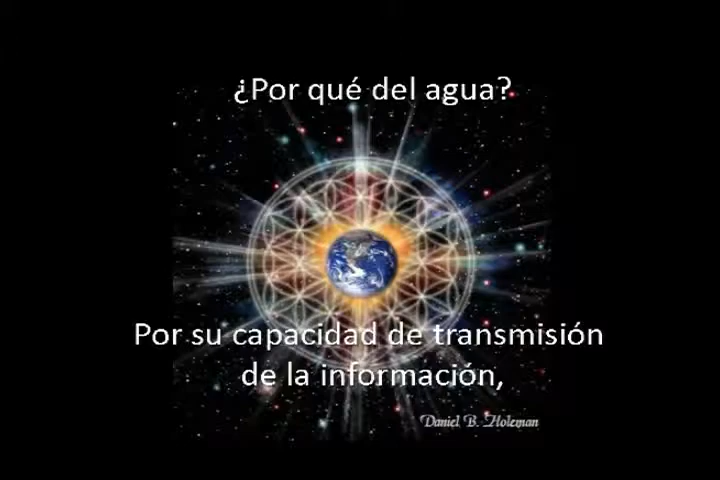 ¿Por qué del agua?
Por su capacidad de transmisión
de la información,
Daniel B. Holeman